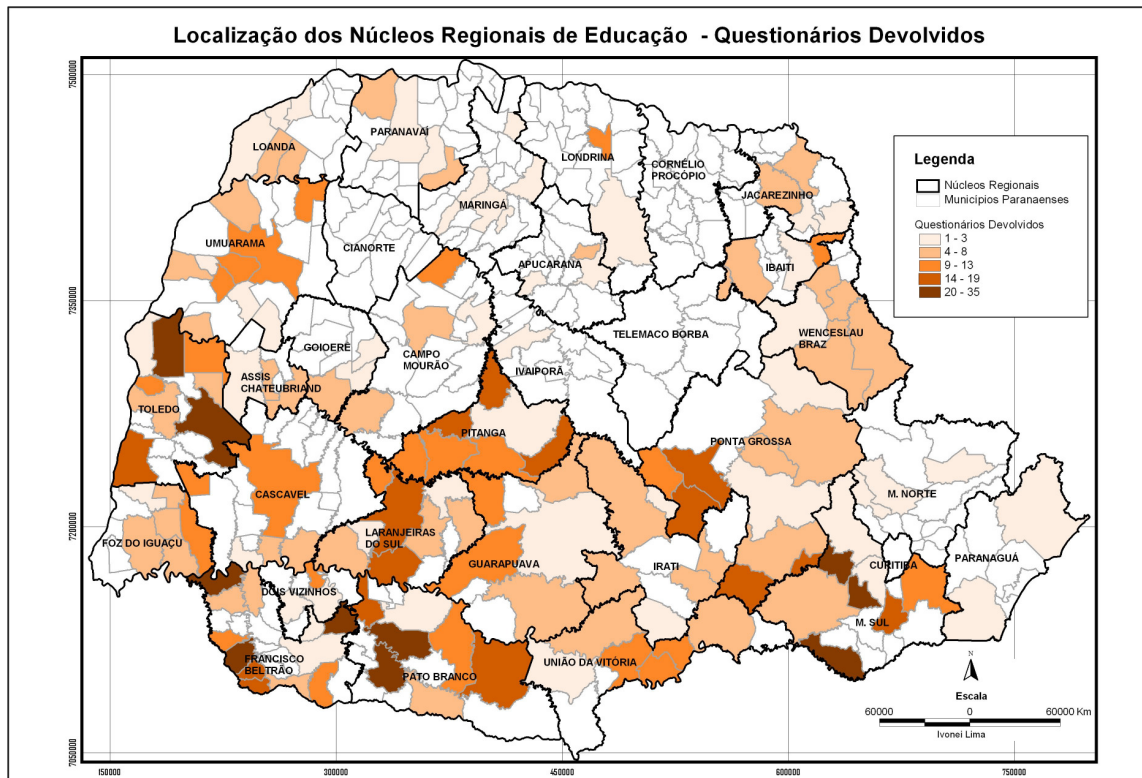 Localização dos Núcleos Regionais de Educação - Questionários Devolvidos
7500000
7350000
7200000
7050000
PARANAVAÍ
LOANDA
LONDRINA
CORNÉLIO
PROCÓPIO
JACAREZINHO
MARINGÁ
UMUARAMA
CIANORTE
APUCARANA
IBAITI
TELEMACO BORBA
WENCESLAU
BRAZ
GOIOERÊ
CAMPO
MOURÃO
IVAIPORÃ
ASSIS
CHATEUBRIAND
TOLEDO
PITANGA
PONTA GROSSA
CASCAVEL
M. NORTE
LARANJEIRAS
DO SUL
FOZ DO IGUAÇU
GUARAPUAVA
IRATI
CURITIBA
PARANAGUÁ
DOIS VIZINHOS
M. SUL
FRANCISCO
BELTRÃO
PATO BRANCO
UNIÃO DA VITÓRIA
Legenda
Núcleos Regionais
Municípios Paranaenses
Questionários Devolvidos
1 - 3
4 - 8
9 - 13
14 - 19
20 - 35
N
Escala
60000 0 60000 Km
Ivonei Lima
150000 300000 450000 600000 750000